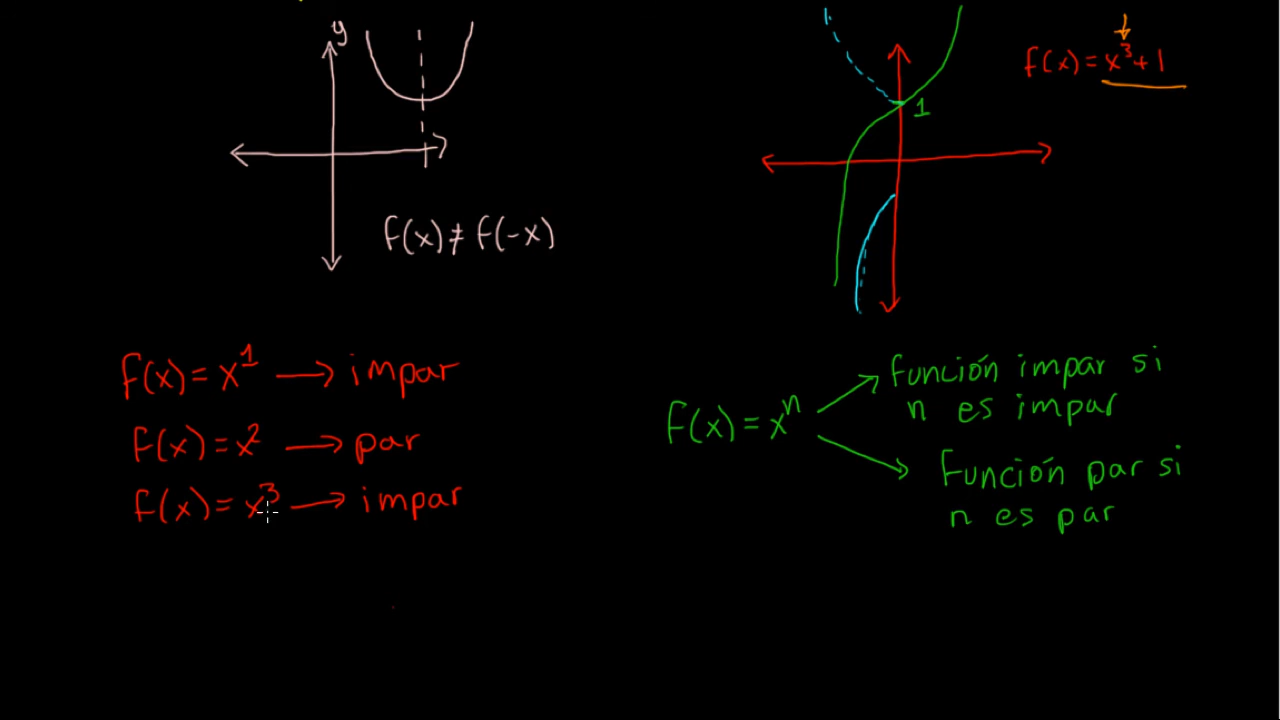 y
f(x) = x³ + 1
1
f(x) ≠ f(-x)
f(x) = x¹ → impar
f(x) = x² → par
f(x) = x³ → impar
f(x) = xⁿ
función impar si
n es impar
Función par si
n es par